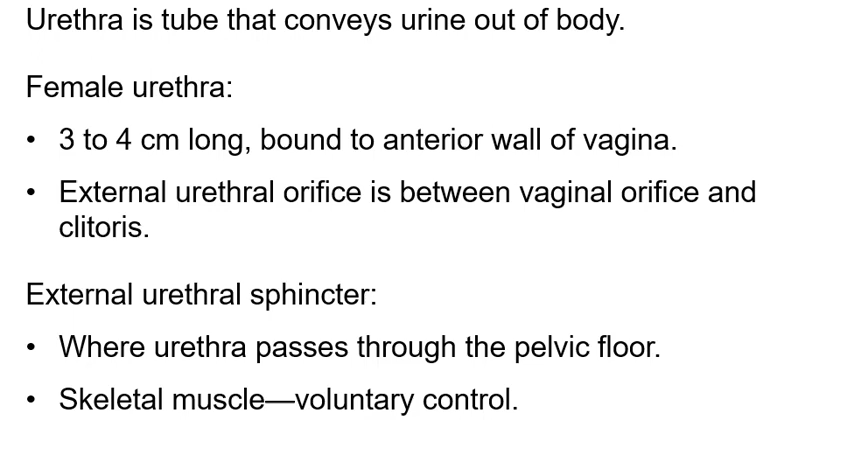 Urethra is tube that conveys urine out of body.
Female urethra:
• 3 to 4 cm long, bound to anterior wall of vagina.
• External urethral orifice is between vaginal orifice and
clitoris.
External urethral sphincter:
• Where urethra passes through the pelvic floor.
• Skeletal muscle—voluntary control.